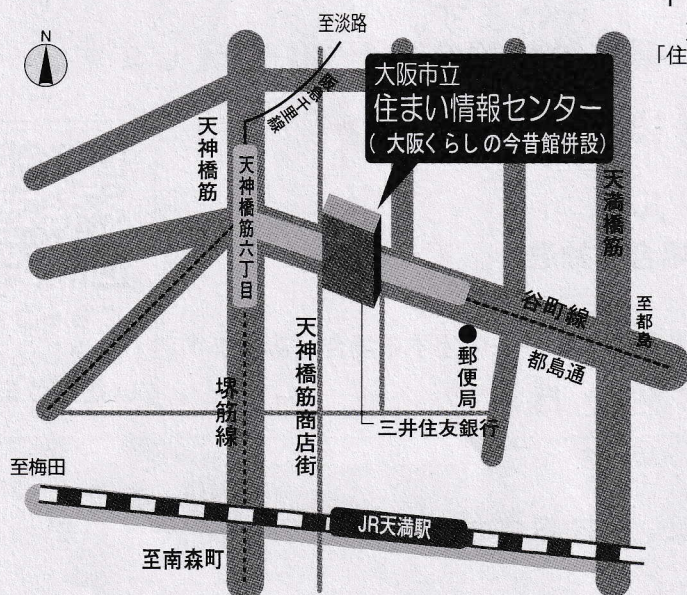 N
至淡路
阪急千里線
大阪市立
住まい情報センター
(大阪くらしの今昔館併設)
「住
天神橋筋
天神橋筋六丁目
天満橋筋
谷町線
至都島
都島通
郵便局
天神橋筋商店街
三井住友銀行
堺筋線
至梅田
JR天満駅
至南森町